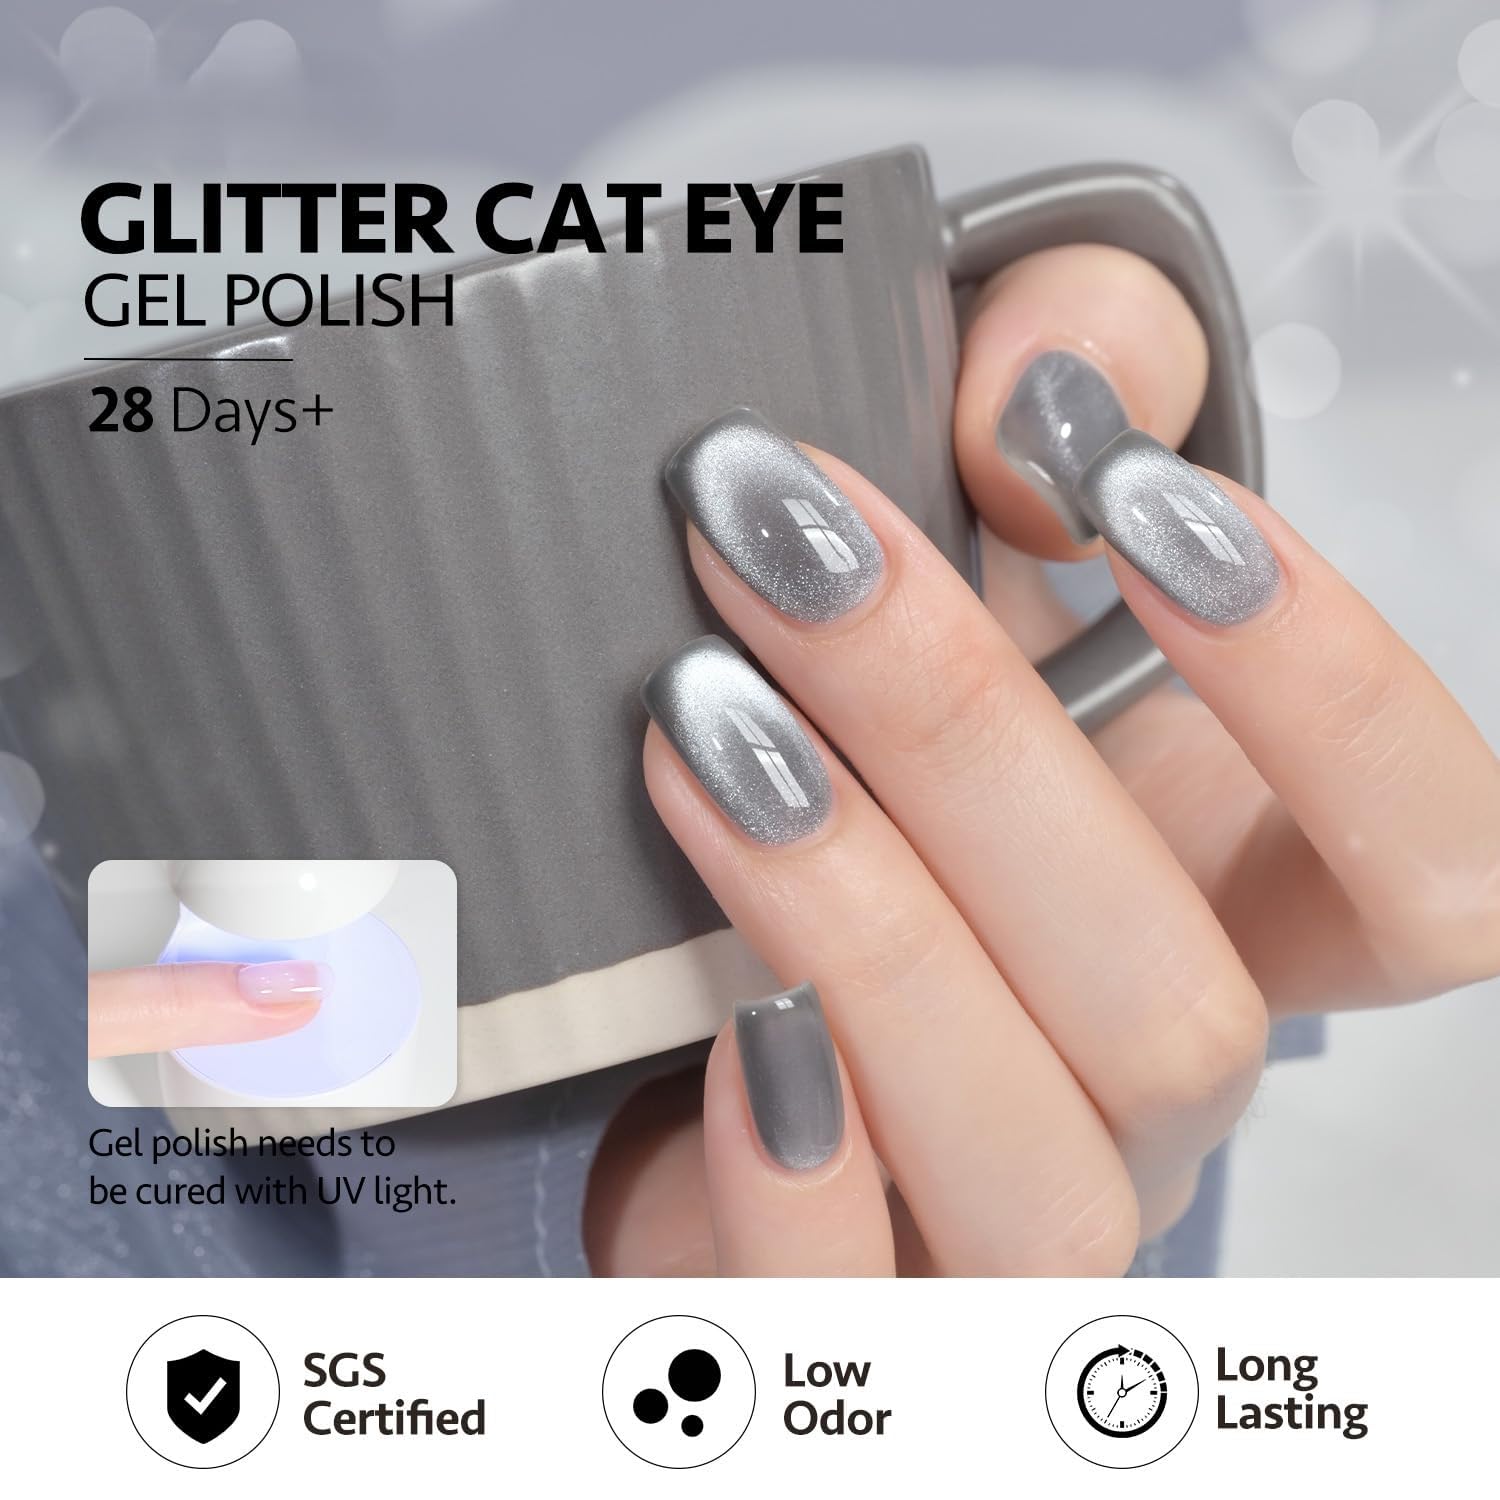 GLITTER CAT EYE
GEL POLISH
28 Days+
Gel polish needs to
be cured with UV light.
SGS
Certified
Low
Odor
Long
Lasting